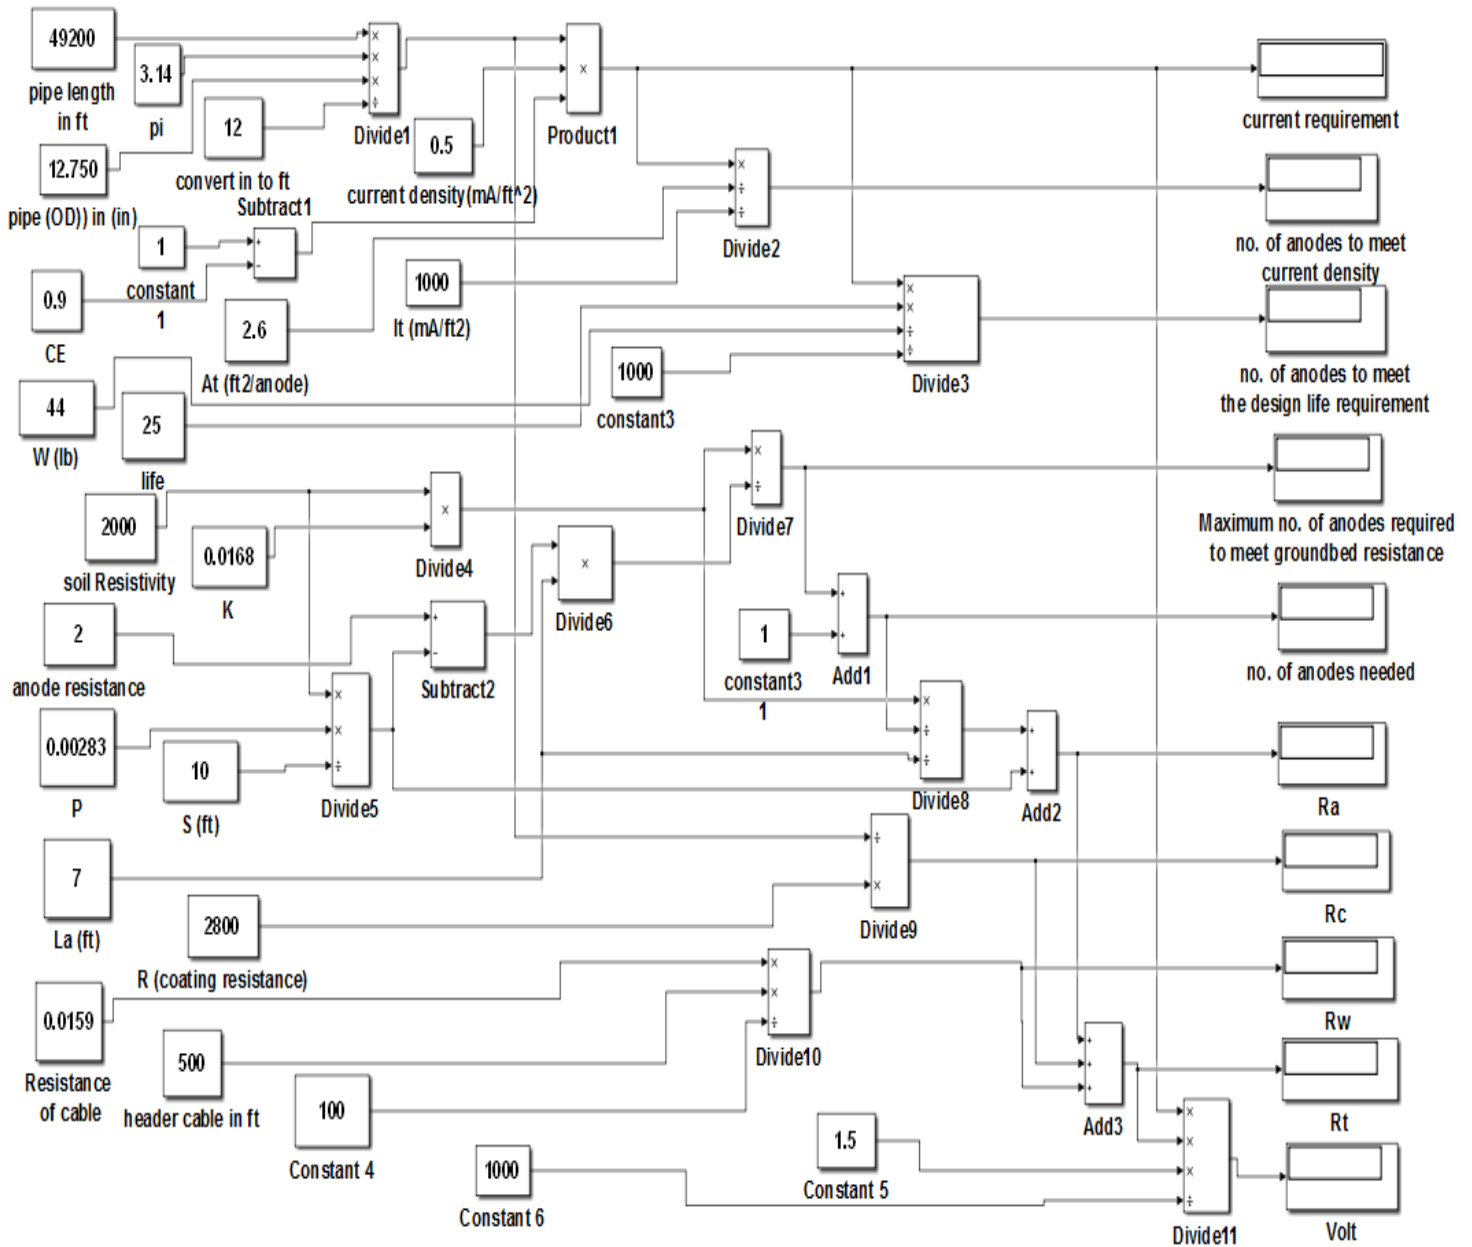 49200
pipe length
in ft
3.14
pi
12
convert in to ft
12.750
pipe (OD)) in (in)
Divide1
0.5
current density(mA/ft^2)
Product1
current requirement
Subtract1
1
constant
1
0.9
CE
2.6
At (ft2/anode)
1000
It (mA/ft2)
Divide2
no. of anodes to meet
current density
44
W (lb)
25
life
1000
constant3
Divide3
no. of anodes to meet
the design life requirement
2000
soil Resistivity
0.0168
K
Divide4
Divide6
Divide7
Maximum no. of anodes required
to meet groundbed resistance
2
anode resistance
Subtract2
1
constant3
1
Add1
no. of anodes needed
0.00283
P
10
S (ft)
Divide5
Divide8
Add2
Ra
7
La (ft)
2800
R (coating resistance)
Divide9
Rc
0.0159
Resistance
of cable
500
header cable in ft
100
Constant 4
Divide10
Rw
Add3
Rt
1000
Constant 6
1.5
Constant 5
Divide11
Volt